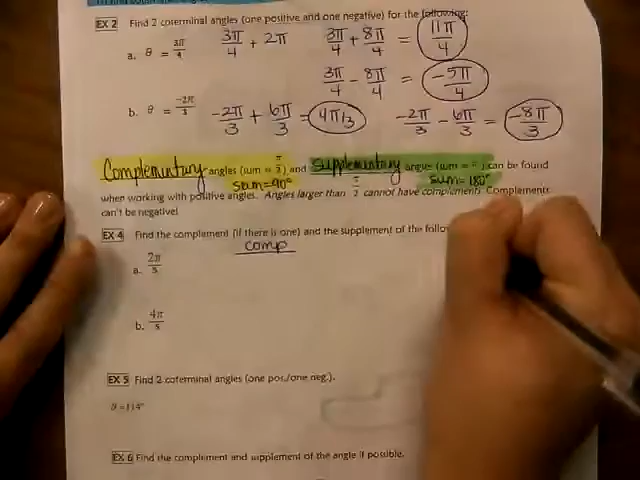 EX 2 Find 2 coterminal angles (one positive and one negative) for the following:
a. θ = 3π/4 3π/4 + 2π 3π/4 + 8π/4 = 11π/4
3π/4 - 8π/4 = -5π/4
b. θ = -2π/3 -2π/3 + 6π/3 = 4π/3 -2π/3 - 6π/3 = -8π/3
Complementary angles (sum = π/2) and Supplementary angles (sum = π) can be found
sum=90° sum=180°
when working with positive angles. Angles larger than π/2 cannot have complements. Complements
can't be negative!
EX 4 Find the complement (if there is one) and the supplement of the
comp
a. 2π/5
b. 4π/5
EX 5 Find 2 coterminal angles (one pos./one neg.).
θ = 114°
EX 6 Find the complement and supplement of the angle if possible.